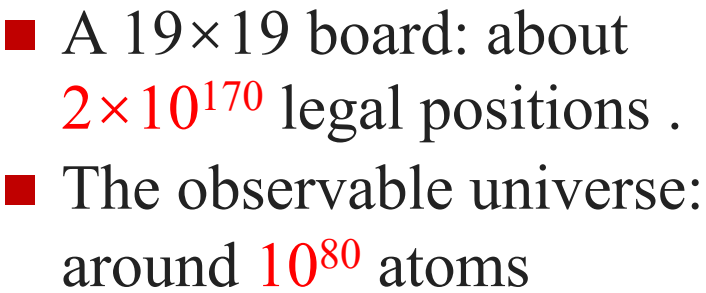 ■ A 19×19 board: about
2×10¹⁷⁰ legal positions .
■ The observable universe:
around 10⁸⁰ atoms